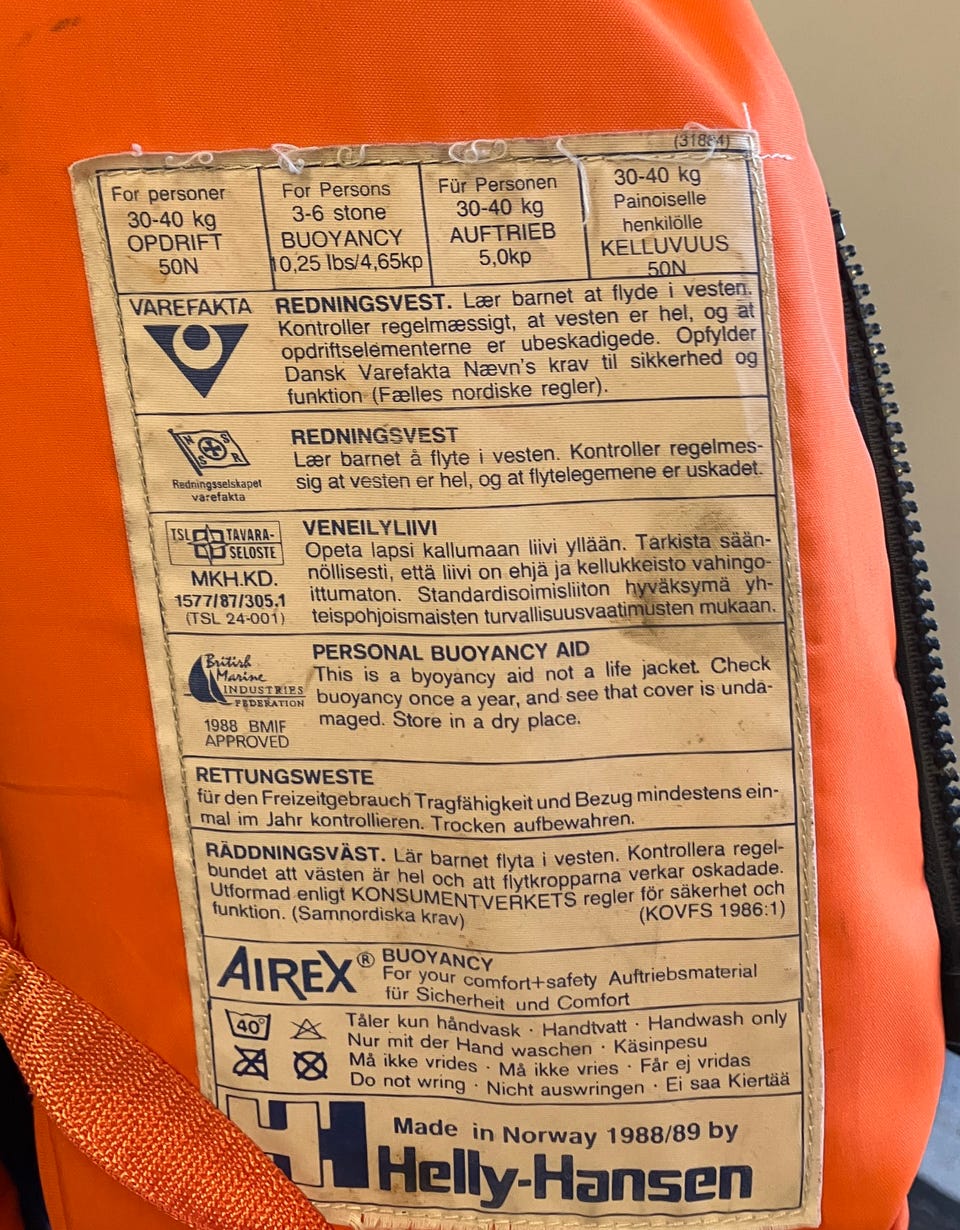 (31884)
For personer
30-40 kg
OPDRIFT
50N
For Persons
3-6 stone
BUOYANCY
10,25 lbs/4,65kp
Für Personen
30-40 kg
AUFTRIEB
5,0kp
30-40 kg
Painoiselle
henkilölle
KELLUVUUS
50N
VAREFAKTA
REDNINGSVEST. Lær barnet at flyde i vesten.
Kontroller regelmæssigt, at vesten er hel, og at
opdriftselementerne er ubeskadigede. Opfylder
Dansk Varefakta Nævn's krav til sikkerhed og
funktion (Fælles nordiske regler).
N S
S R
Redningsselskapet
varefakta
REDNINGSVEST
Lær barnet å flyte i vesten. Kontroller regelmes-
sig at vesten er hel, og at flytelegemene er uskadet.
TSL TAVARA-
SELOSTE
MKH.KD.
1577/87/305.1
(TSL 24-001)
VENEILYLIIVI
Opeta lapsi kallumaan liivi yllään. Tarkista sään-
nöllisesti, että liivi on ehjä ja kellukkeisto vahingo-
ittumaton. Standardisoimisliiton hyväksymä yh-
teispohjoismaisten turvallisuusvaatimusten mukaan.
British
Marine
INDUSTRIES
FEDERATION
1988 BMIF
APPROVED
PERSONAL BUOYANCY AID
This is a byoyancy aid not a life jacket. Check
buoyancy once a year, and see that cover is unda-
maged. Store in a dry place.
RETTUNGSWESTE
für den Freizeitgebrauch Tragfähigkeit und Bezug mindestens ein-
mal im Jahr kontrollieren. Trocken aufbewahren.
RÄDDNINGSVÄST. Lär barnet flyta i vesten. Kontrollera regel-
bundet att västen är hel och att flytkropparna verkar oskadade.
Utformad enligt KONSUMENTVERKETS regler för säkerhet och
funktion. (Samnordiska krav) (KOVFS 1986:1)
AIREX® BUOYANCY
For your comfort+safety Auftriebsmaterial
für Sicherheit und Comfort
40°
Tåler kun håndvask · Handtvatt · Handwash only
Nur mit der Hand waschen · Käsinpesu
Må ikke vrides · Må ikke vries · Får ej vridas
Do not wring · Nicht auswringen · Ei saa Kiertää
HH
Made in Norway 1988/89 by
Helly-Hansen